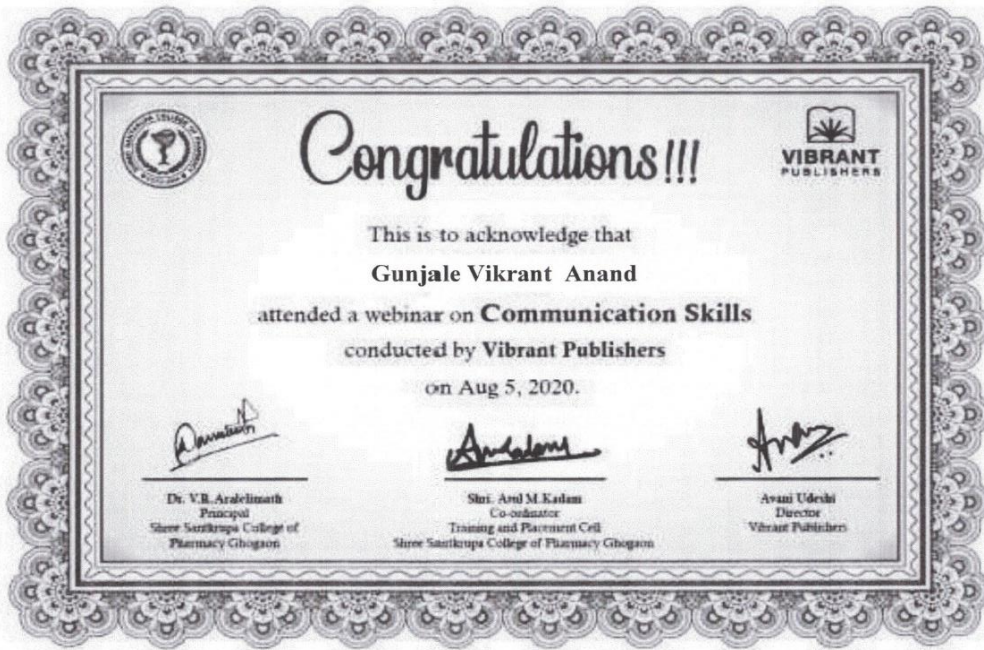 Congratulations!!!
VIBRANT
PUBLISHERS
This is to acknowledge that
Gunjale Vikrant Anand
attended a webinar on Communication Skills
conducted by Vibrant Publishers
on Aug 5, 2020.
Dr. V.R. Aralelimath
Principal
Shree Santkrupa College of
Pharmacy Ghogaon
Shri. Amol M.Kadam
Co-ordinator
Training and Placement Cell
Shree Santkrupa College of Pharmacy Ghogaon
Avani Udeshi
Director
Vibrant Publishers